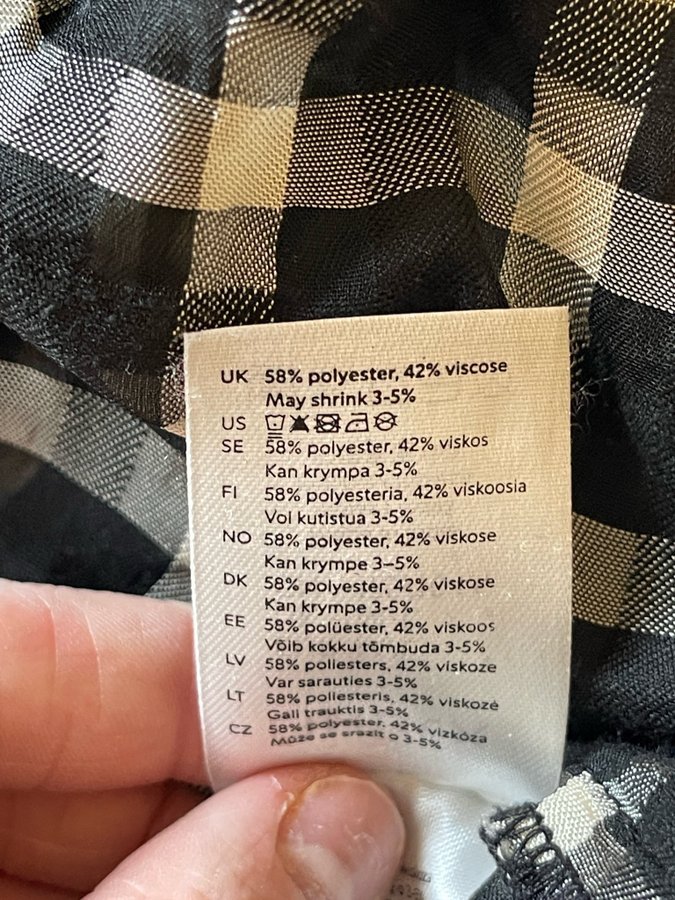 UK 58% polyester, 42% viscose
May shrink 3-5%
US
SE 58% polyester, 42% viskos
Kan krympa 3-5%
FI 58% polyesteria, 42% viskoosia
Voi kutistua 3-5%
NO 58% polyester, 42% viskose
Kan krympe 3–5%
DK 58% polyester, 42% viskose
Kan krympe 3-5%
EE 58% polüester, 42% viskoos
Võib kokku tõmbuda 3-5%
LV 58% poliesters, 42% viskoze
Var sarauties 3-5%
LT 58% poliesteris, 42% viskozė
Gali trauktis 3-5%
CZ 58% polyester, 42% vizkóza
Může se srazit o 3-5%